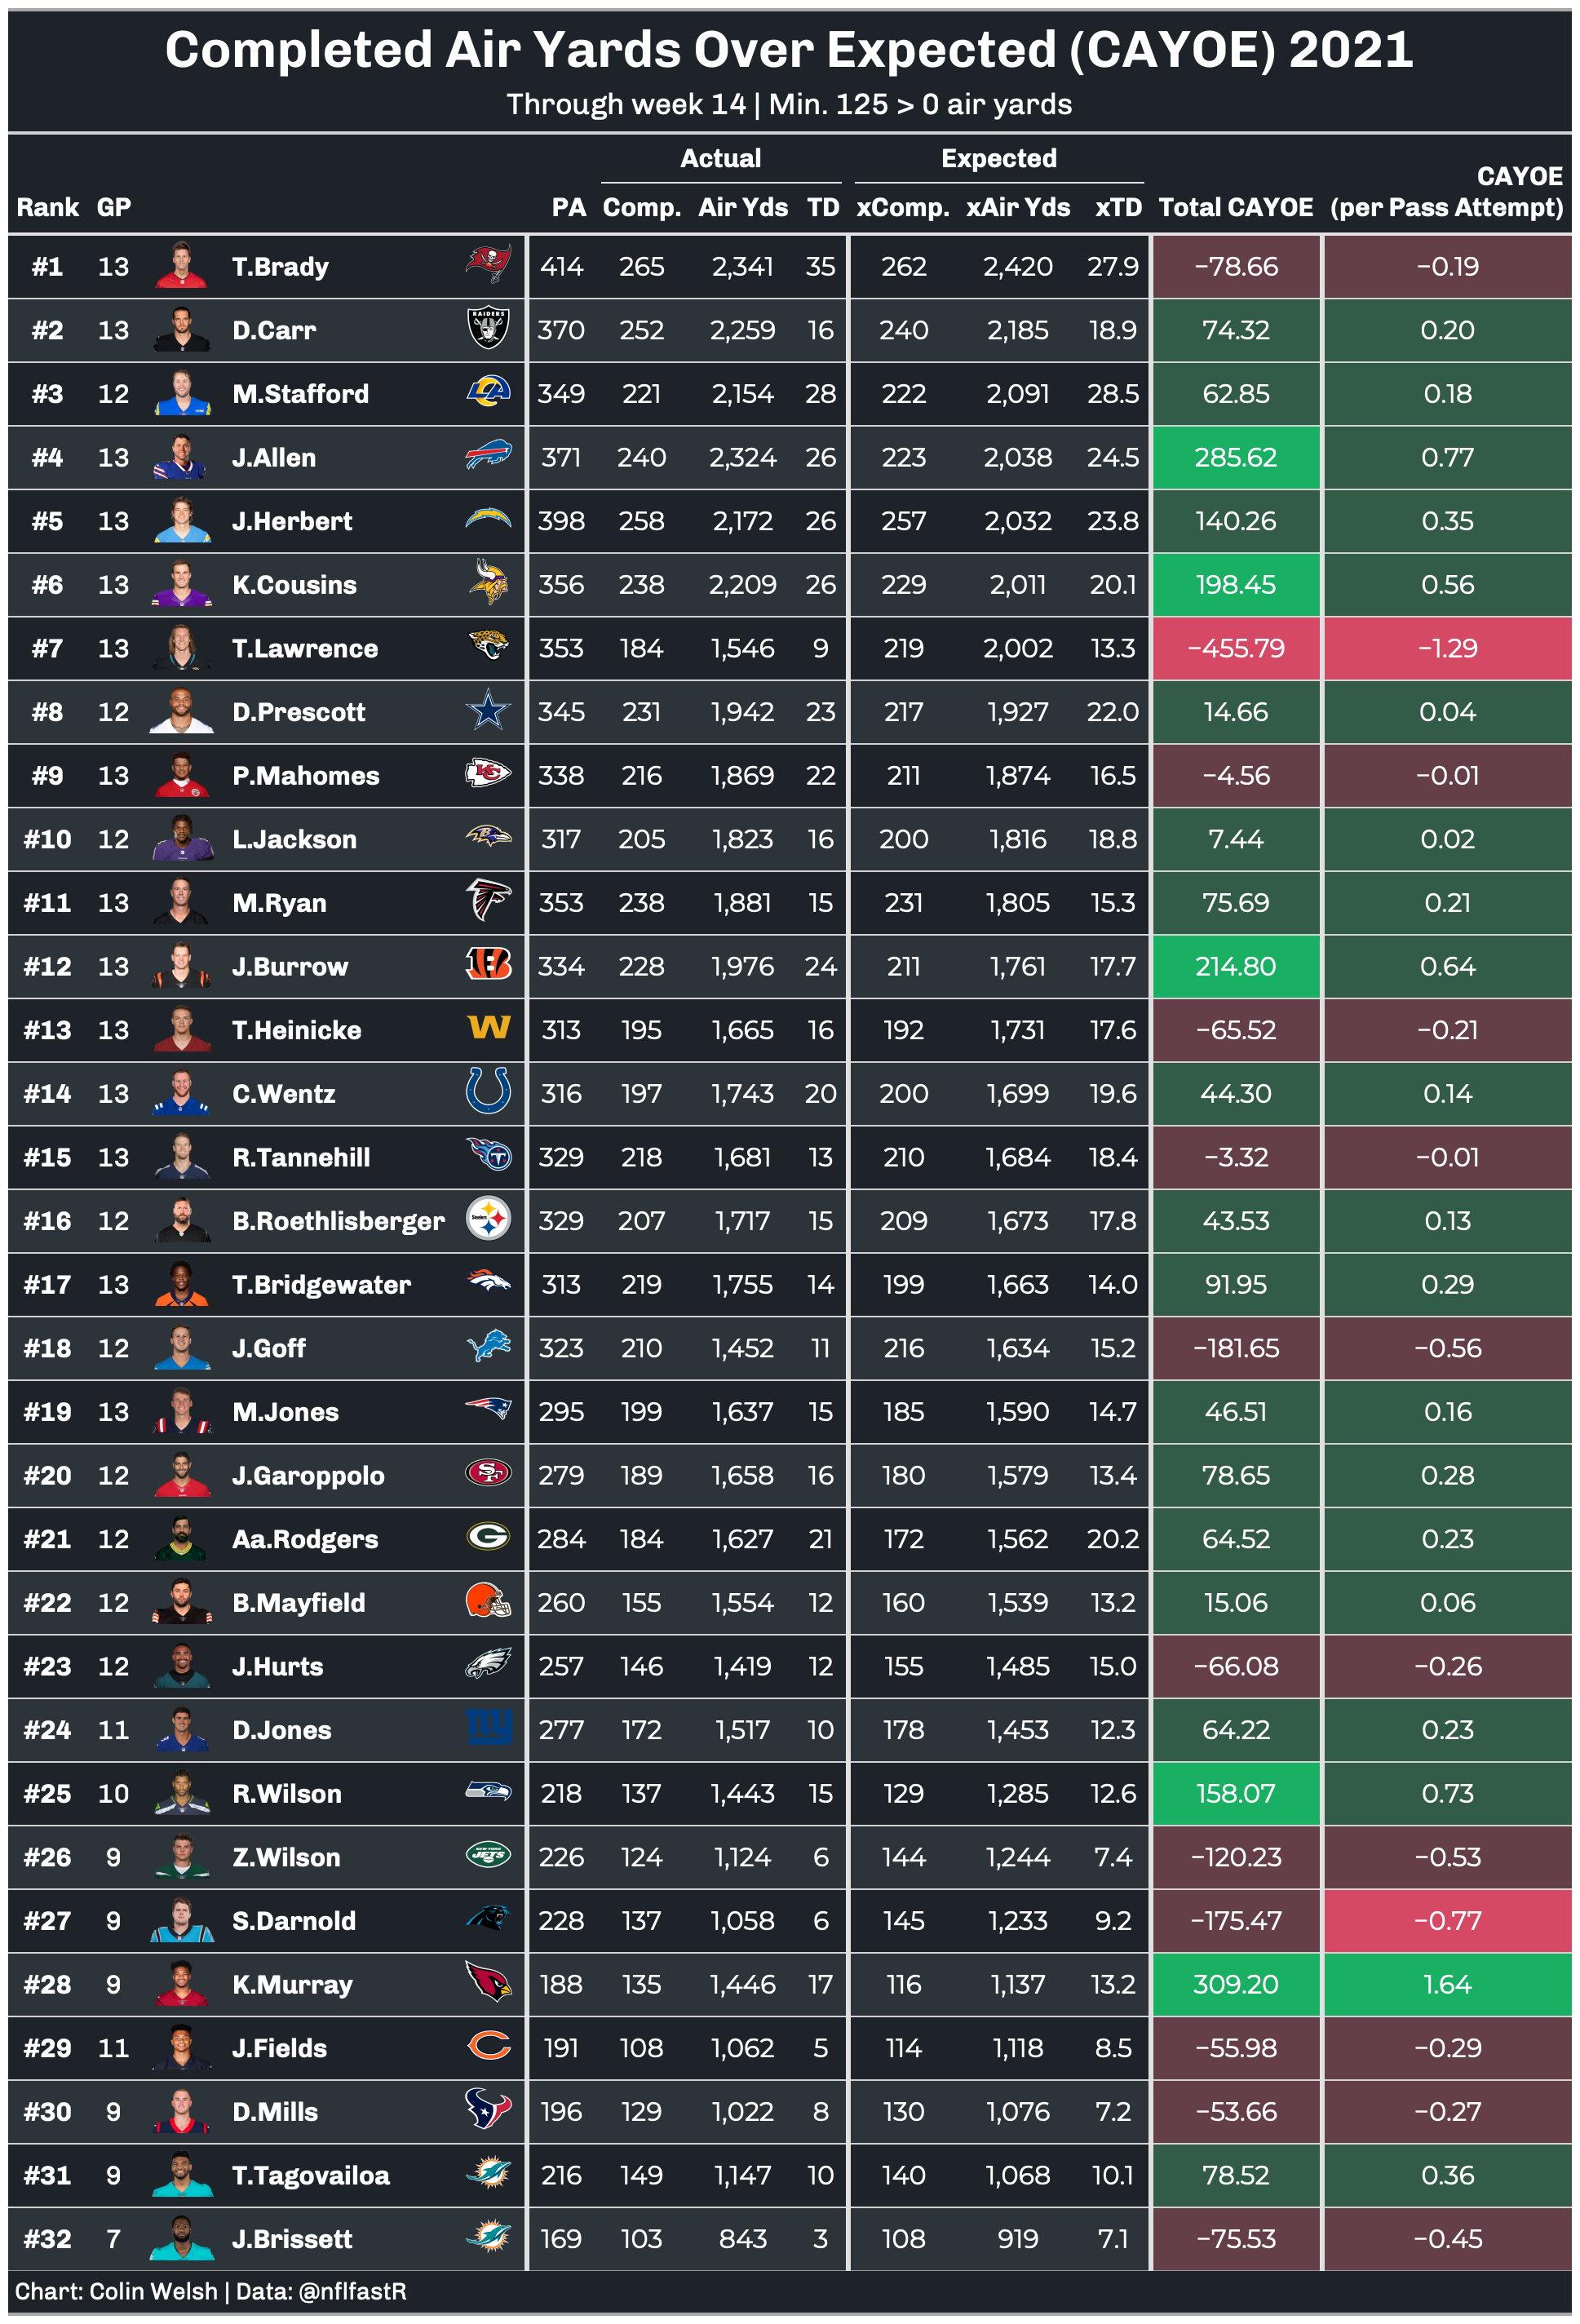 Completed Air Yards Over Expected (CAYOE) 2021
Through week 14 | Min. 125 > 0 air yards
Actual Expected CAYOE
Rank GP PA Comp. Air Yds TD xComp. xAir Yds xTD Total CAYOE (per Pass Attempt)
#1 13 T.Brady 414 265 2,341 35 262 2,420 27.9 −78.66 −0.19
#2 13 D.Carr RAIDERS 370 252 2,259 16 240 2,185 18.9 74.32 0.20
#3 12 M.Stafford LA 349 221 2,154 28 222 2,091 28.5 62.85 0.18
#4 13 J.Allen 371 240 2,324 26 223 2,038 24.5 285.62 0.77
#5 13 J.Herbert 398 258 2,172 26 257 2,032 23.8 140.26 0.35
#6 13 K.Cousins 356 238 2,209 26 229 2,011 20.1 198.45 0.56
#7 13 T.Lawrence 353 184 1,546 9 219 2,002 13.3 −455.79 −1.29
#8 12 D.Prescott 345 231 1,942 23 217 1,927 22.0 14.66 0.04
#9 13 P.Mahomes KC 338 216 1,869 22 211 1,874 16.5 −4.56 −0.01
#10 12 L.Jackson B 317 205 1,823 16 200 1,816 18.8 7.44 0.02
#11 13 M.Ryan 353 238 1,881 15 231 1,805 15.3 75.69 0.21
#12 13 J.Burrow B 334 228 1,976 24 211 1,761 17.7 214.80 0.64
#13 13 T.Heinicke W 313 195 1,665 16 192 1,731 17.6 −65.52 −0.21
#14 13 C.Wentz 316 197 1,743 20 200 1,699 19.6 44.30 0.14
#15 13 R.Tannehill T 329 218 1,681 13 210 1,684 18.4 −3.32 −0.01
#16 12 B.Roethlisberger Steelers 329 207 1,717 15 209 1,673 17.8 43.53 0.13
#17 13 T.Bridgewater 313 219 1,755 14 199 1,663 14.0 91.95 0.29
#18 12 J.Goff 323 210 1,452 11 216 1,634 15.2 −181.65 −0.56
#19 13 M.Jones 295 199 1,637 15 185 1,590 14.7 46.51 0.16
#20 12 J.Garoppolo SF 279 189 1,658 16 180 1,579 13.4 78.65 0.28
#21 12 Aa.Rodgers G 284 184 1,627 21 172 1,562 20.2 64.52 0.23
#22 12 B.Mayfield 260 155 1,554 12 160 1,539 13.2 15.06 0.06
#23 12 J.Hurts 257 146 1,419 12 155 1,485 15.0 −66.08 −0.26
#24 11 D.Jones ny 277 172 1,517 10 178 1,453 12.3 64.22 0.23
#25 10 R.Wilson 218 137 1,443 15 129 1,285 12.6 158.07 0.73
#26 9 Z.Wilson NEW YORK JETS 226 124 1,124 6 144 1,244 7.4 −120.23 −0.53
#27 9 S.Darnold 228 137 1,058 6 145 1,233 9.2 −175.47 −0.77
#28 9 K.Murray 188 135 1,446 17 116 1,137 13.2 309.20 1.64
#29 11 J.Fields C 191 108 1,062 5 114 1,118 8.5 −55.98 −0.29
#30 9 D.Mills 196 129 1,022 8 130 1,076 7.2 −53.66 −0.27
#31 9 T.Tagovailoa 216 149 1,147 10 140 1,068 10.1 78.52 0.36
#32 7 J.Brissett 169 103 843 3 108 919 7.1 −75.53 −0.45
Chart: Colin Welsh | Data: @nflfastR